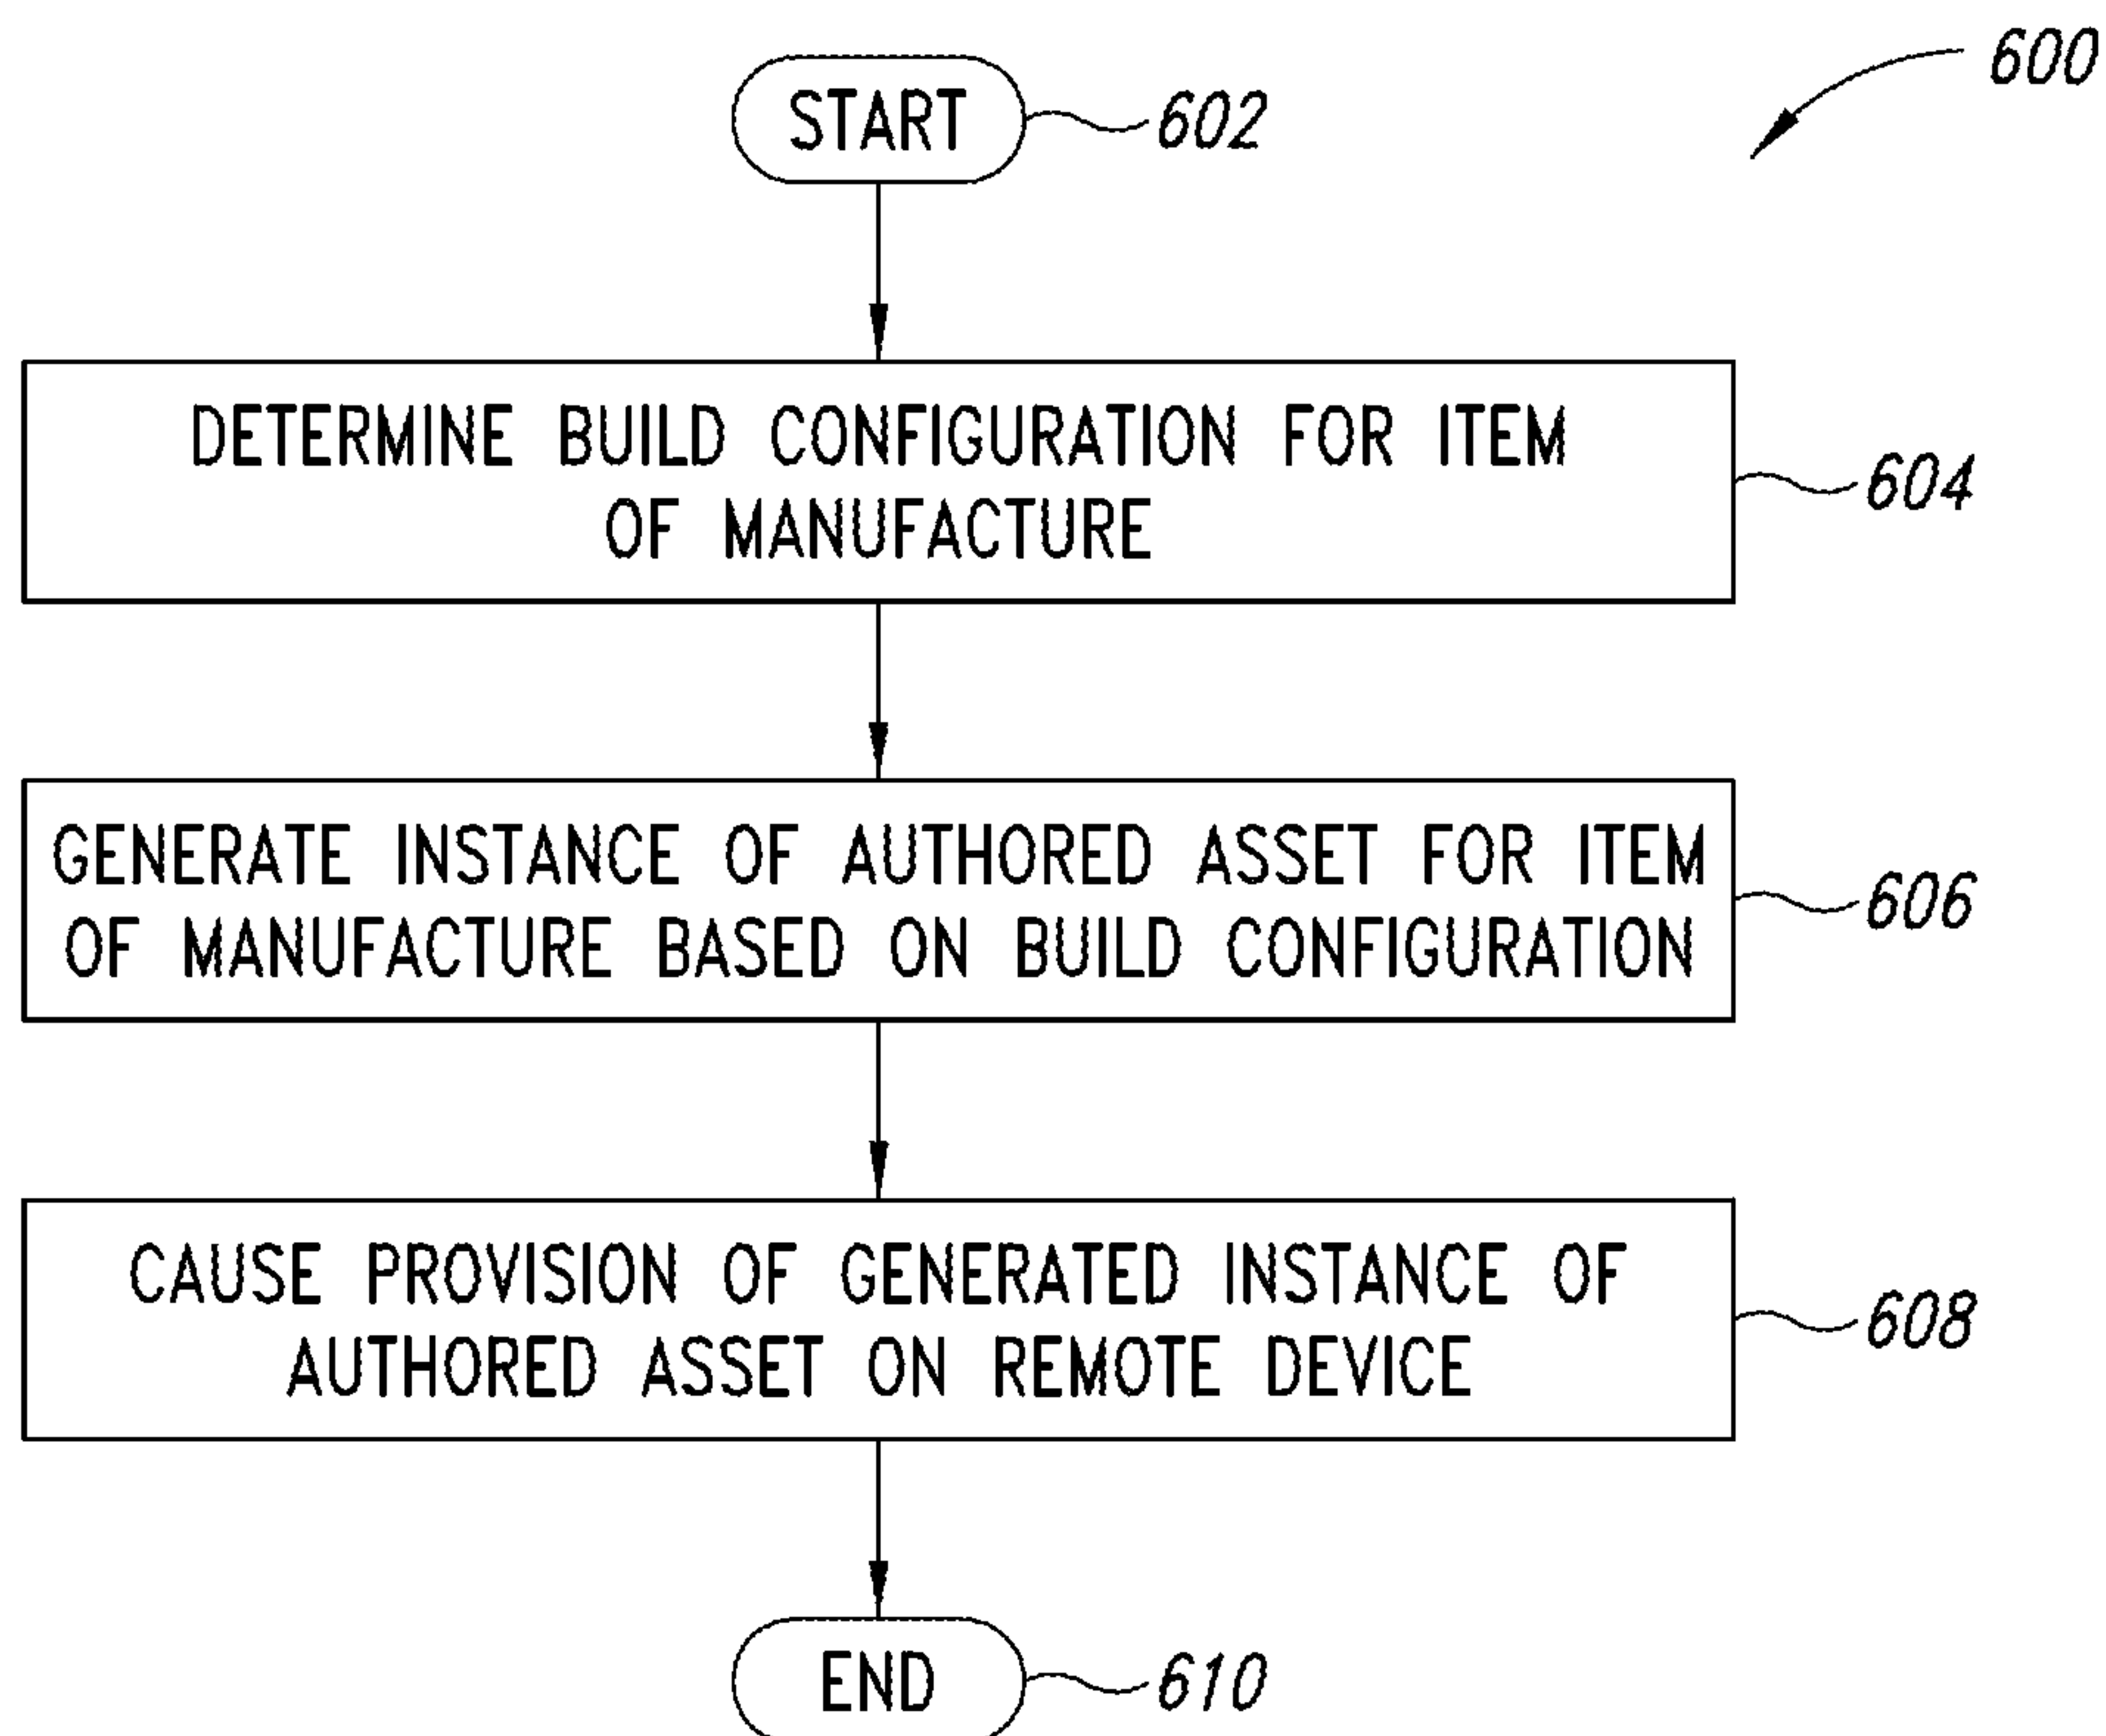 600
START 602
DETERMINE BUILD CONFIGURATION FOR ITEM
OF MANUFACTURE
604
GENERATE INSTANCE OF AUTHORED ASSET FOR ITEM
OF MANUFACTURE BASED ON BUILD CONFIGURATION
606
CAUSE PROVISION OF GENERATED INSTANCE OF
AUTHORED ASSET ON REMOTE DEVICE
608
END 610